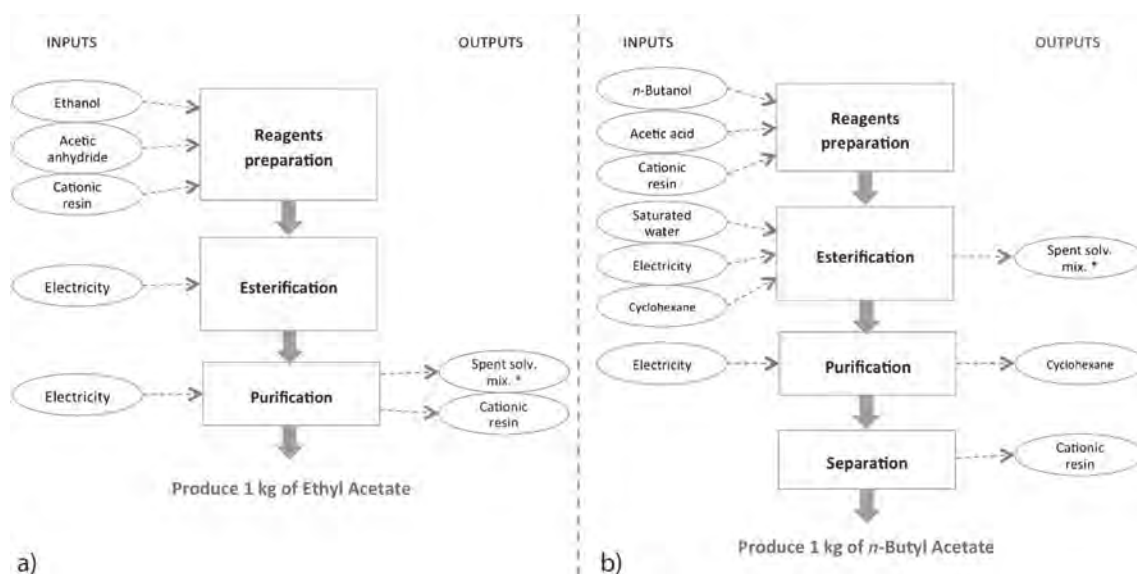 INPUTS
OUTPUTS
Ethanol
Acetic
anhydride
Cationic
resin
Reagents
preparation
Electricity
Esterification
Electricity
Purification
Spent solv.
mix. *
Cationic
resin
Produce 1 kg of Ethyl Acetate
a)
INPUTS
OUTPUTS
n-Butanol
Acetic acid
Cationic
resin
Reagents
preparation
Saturated
water
Electricity
Cyclohexane
Esterification
Spent solv.
mix. *
Electricity
Purification
Cyclohexane
Separation
Cationic
resin
Produce 1 kg of n-Butyl Acetate
b)